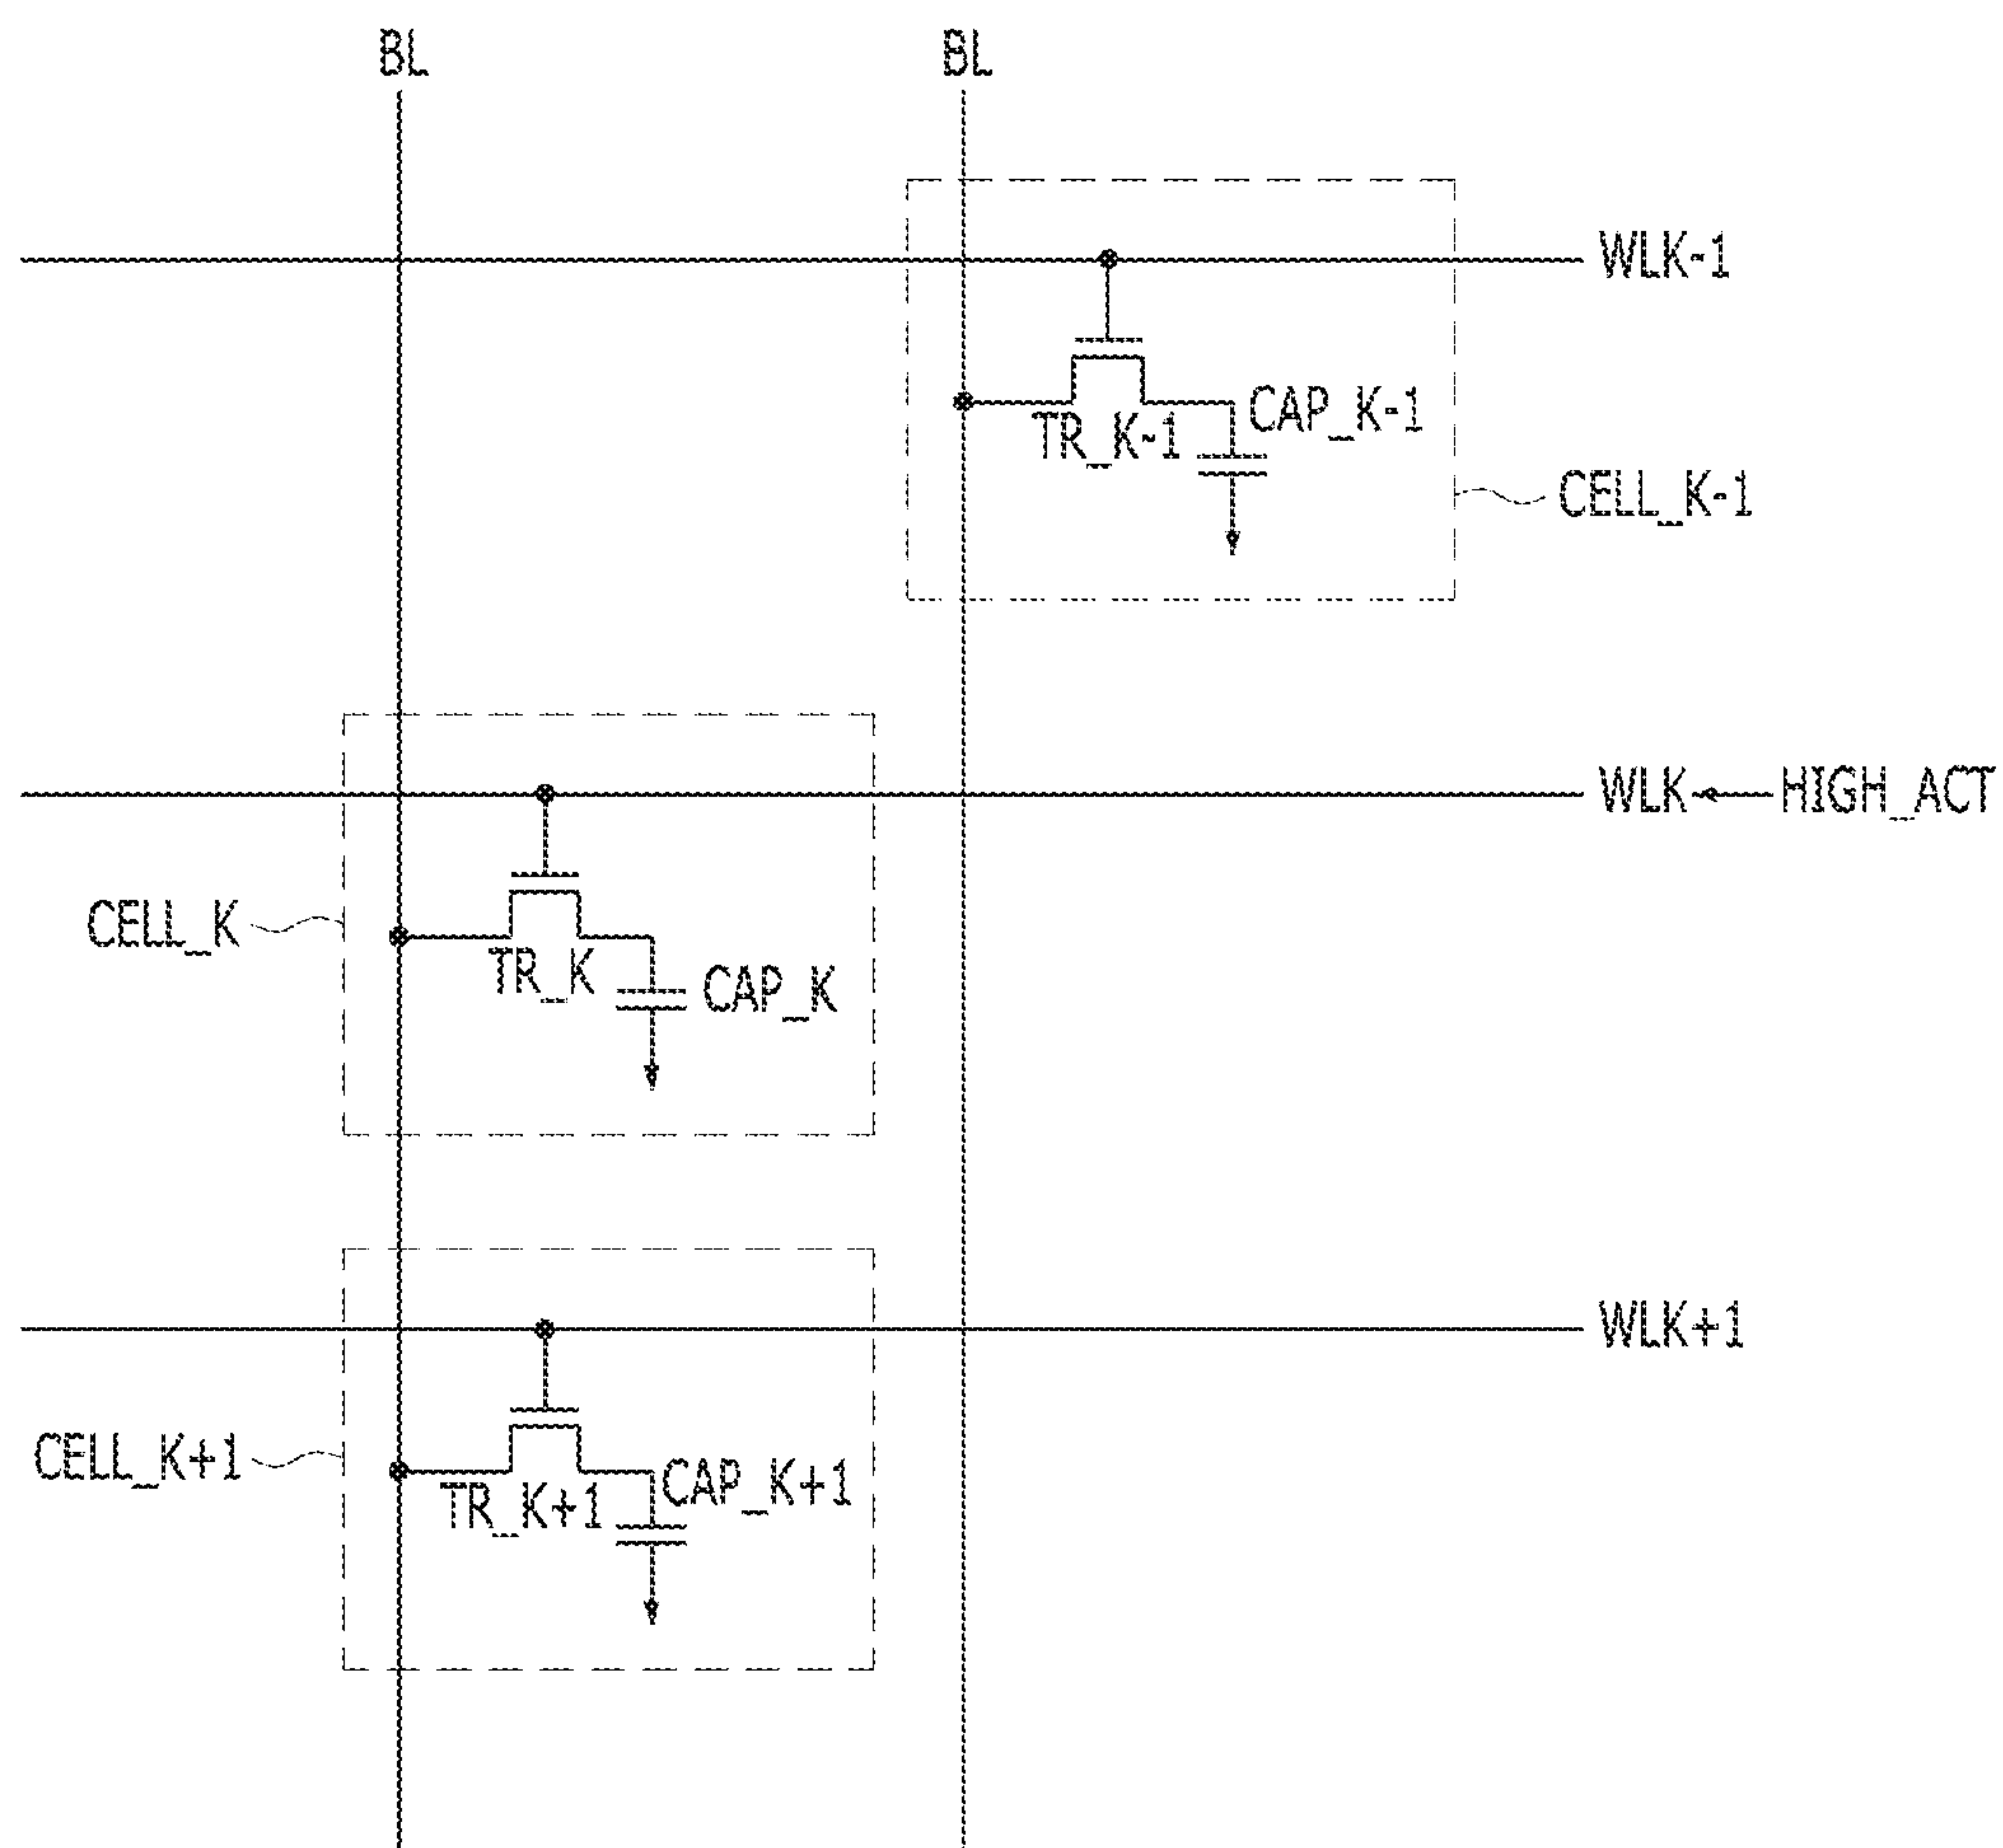 BL
BL
WLK-1
TR_K-1
CAP_K-1
CELL_K-1
WLK
HIGH_ACT
CELL_K
TR_K
CAP_K
WLK+1
CELL_K+1
TR_K+1
CAP_K+1